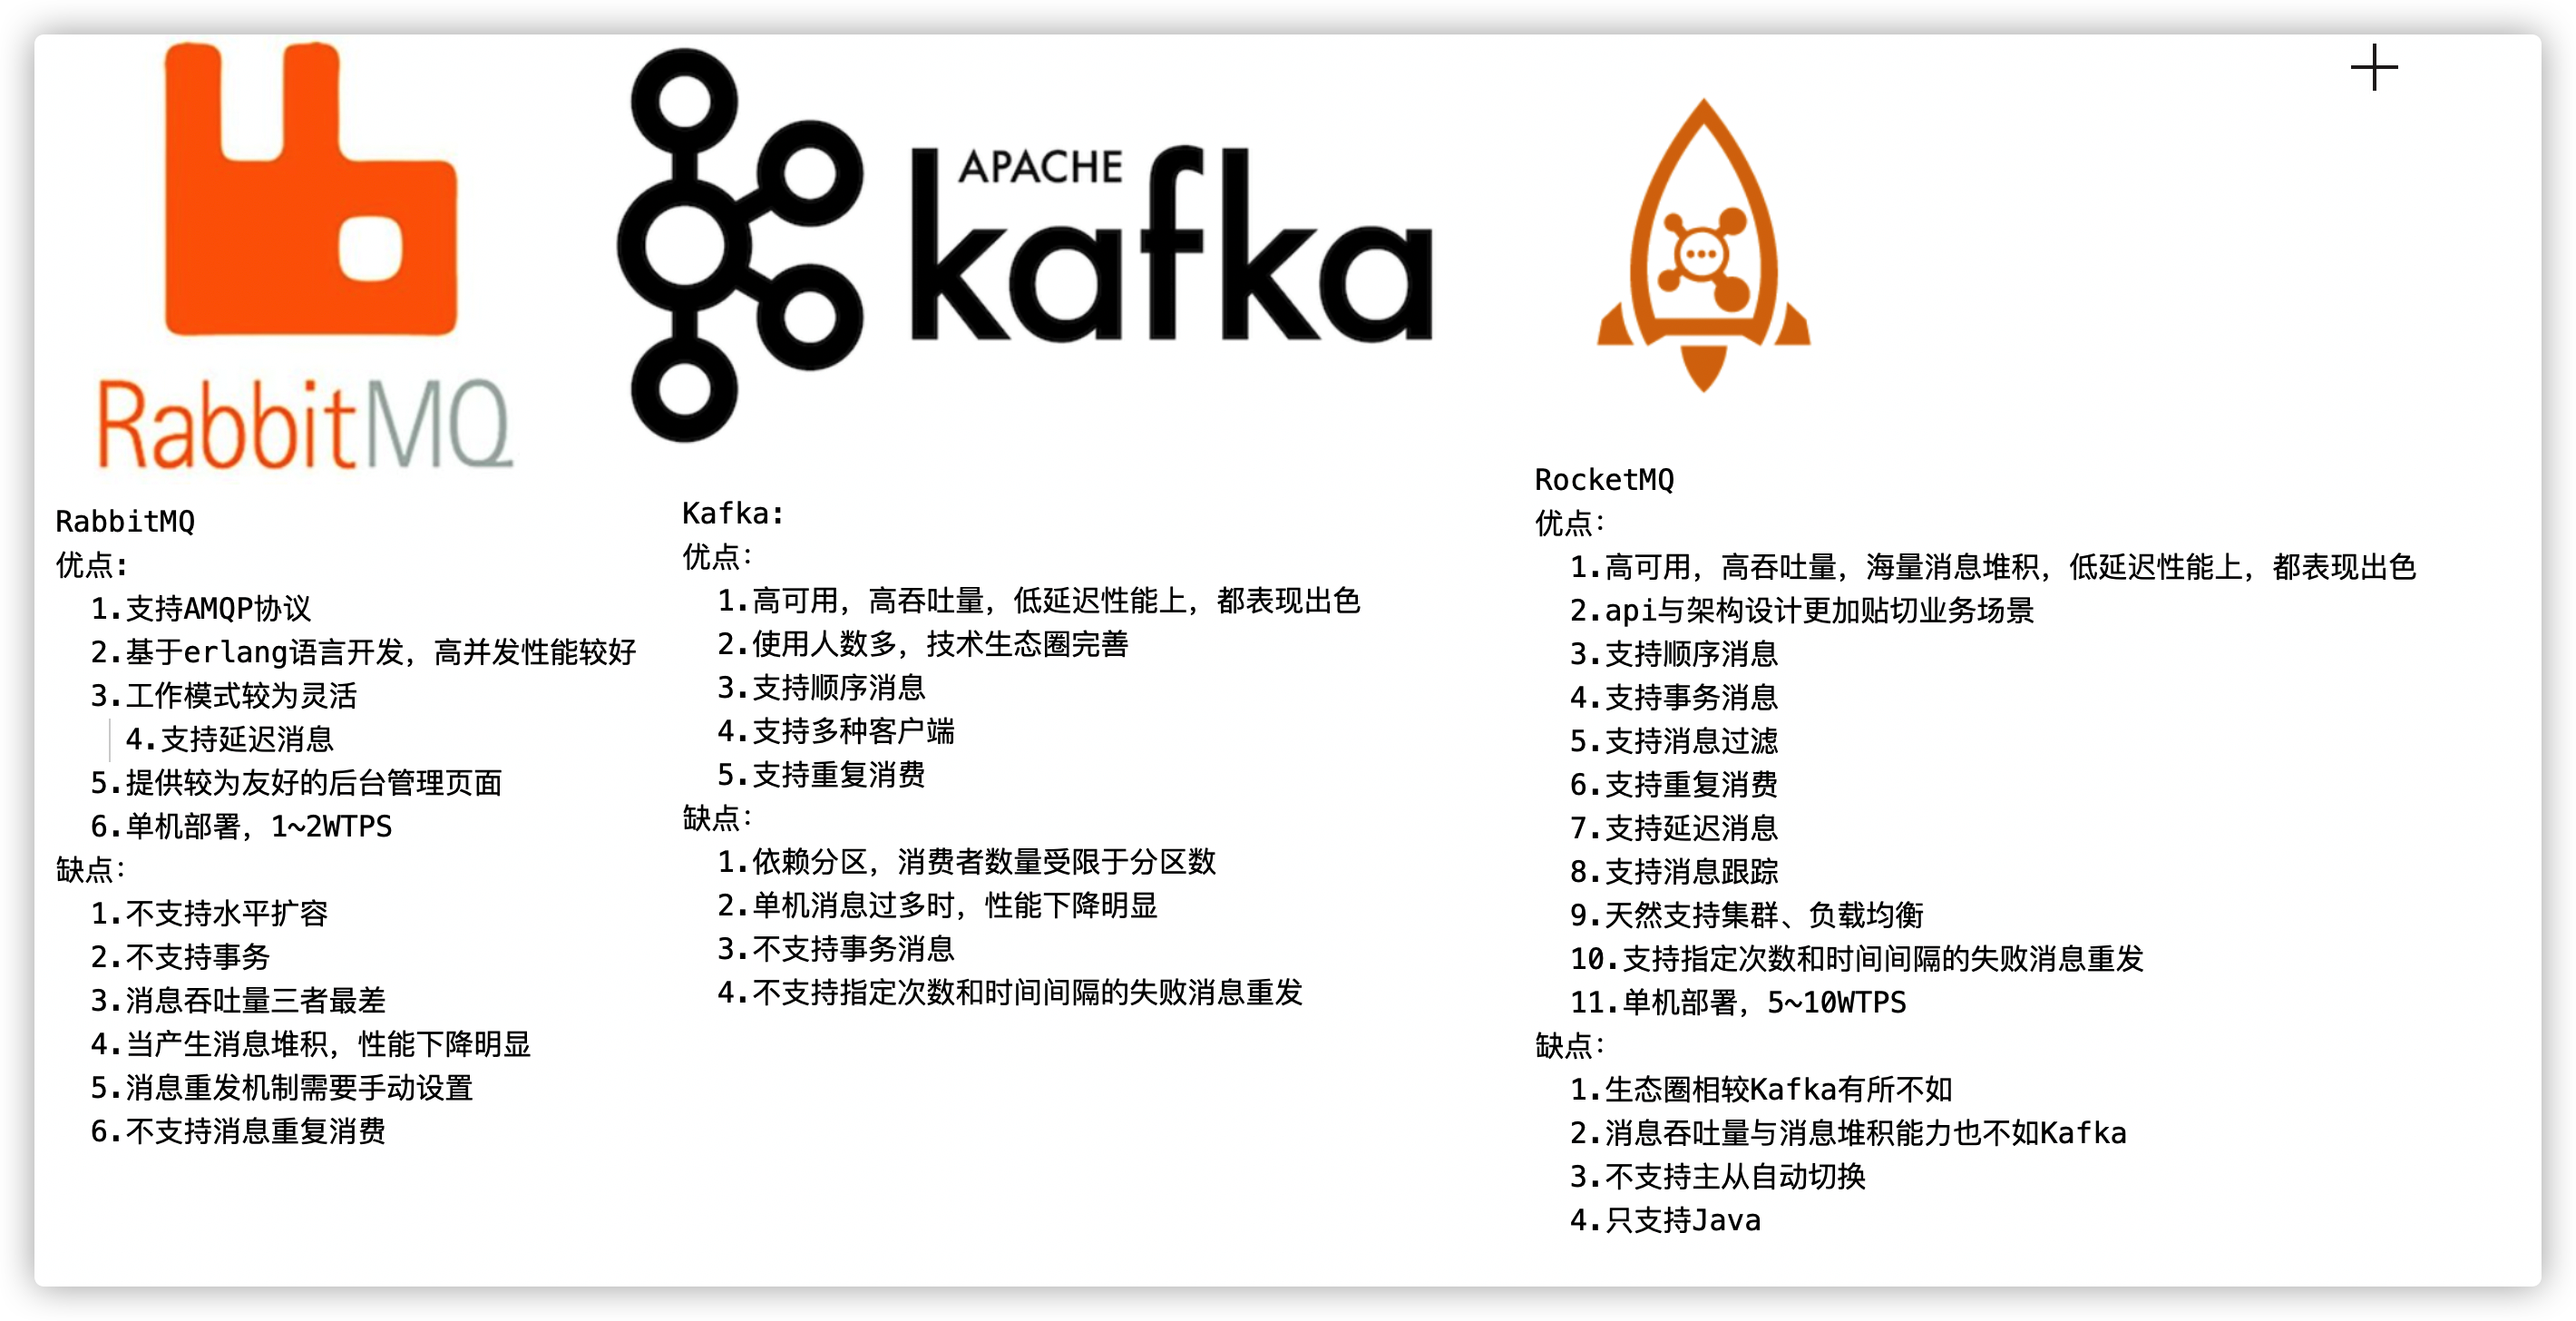 RabbitMQ
APACHE
kafka
RabbitMQ
优点:
1.支持AMQP协议
2.基于erlang语言开发，高并发性能较好
3.工作模式较为灵活
4.支持延迟消息
5.提供较为友好的后台管理页面
6.单机部署，1~2WTPS
缺点：
1.不支持水平扩容
2.不支持事务
3.消息吞吐量三者最差
4.当产生消息堆积，性能下降明显
5.消息重发机制需要手动设置
6.不支持消息重复消费
Kafka:
优点：
1.高可用，高吞吐量，低延迟性能上，都表现出色
2.使用人数多，技术生态圈完善
3.支持顺序消息
4.支持多种客户端
5.支持重复消费
缺点：
1.依赖分区，消费者数量受限于分区数
2.单机消息过多时，性能下降明显
3.不支持事务消息
4.不支持指定次数和时间间隔的失败消息重发
RocketMQ
优点：
1.高可用，高吞吐量，海量消息堆积，低延迟性能上，都表现出色
2.api与架构设计更加贴切业务场景
3.支持顺序消息
4.支持事务消息
5.支持消息过滤
6.支持重复消费
7.支持延迟消息
8.支持消息跟踪
9.天然支持集群、负载均衡
10.支持指定次数和时间间隔的失败消息重发
11.单机部署，5~10WTPS
缺点：
1.生态圈相较Kafka有所不如
2.消息吞吐量与消息堆积能力也不如Kafka
3.不支持主从自动切换
4.只支持Java